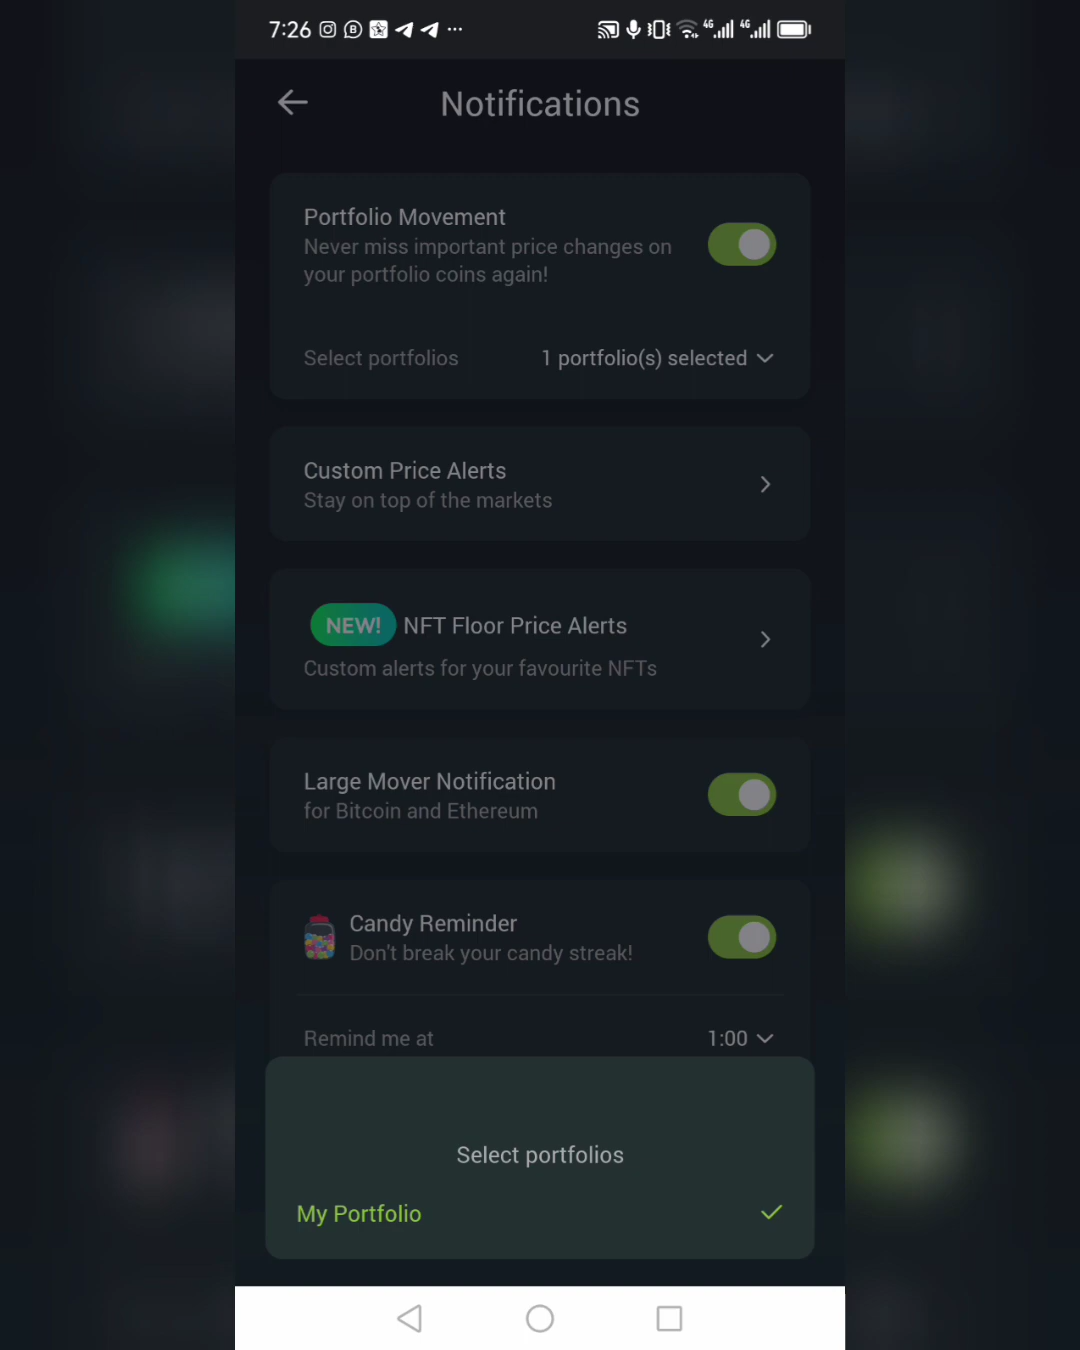 7:26
4G 4G
Notifications
Portfolio Movement
Never miss important price changes on
your portfolio coins again!
Select portfolios 1 portfolio(s) selected
Custom Price Alerts
Stay on top of the markets
NEW! NFT Floor Price Alerts
Custom alerts for your favourite NFTs
Large Mover Notification
for Bitcoin and Ethereum
Candy Reminder
Don't break your candy streak!
Remind me at 1:00
Select portfolios
My Portfolio